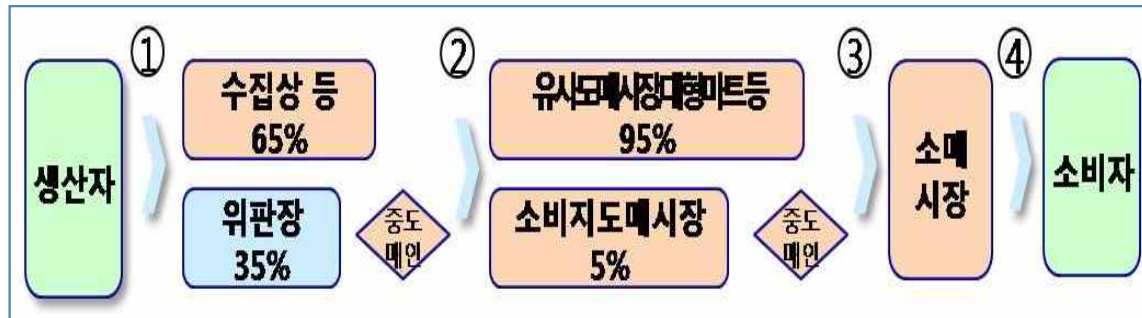 ①
②
③
④
생산자
수집상 등
65%
위판장
35%
중도
매인
유사도매시장대형마트등
95%
소비지도매시장
5%
중도
매인
소매
시장
소비자